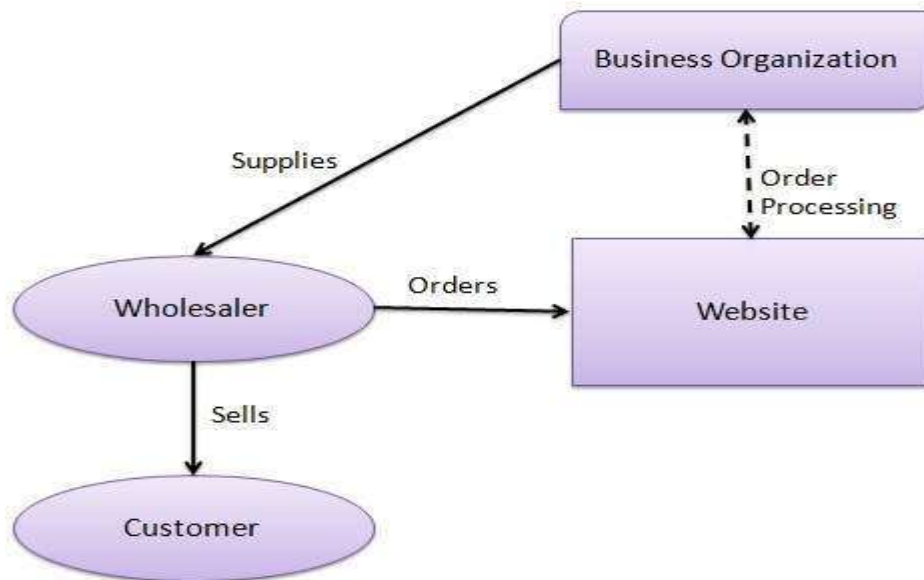 Business Organization
Supplies
Order
Processing
Wholesaler
Orders
Website
Sells
Customer